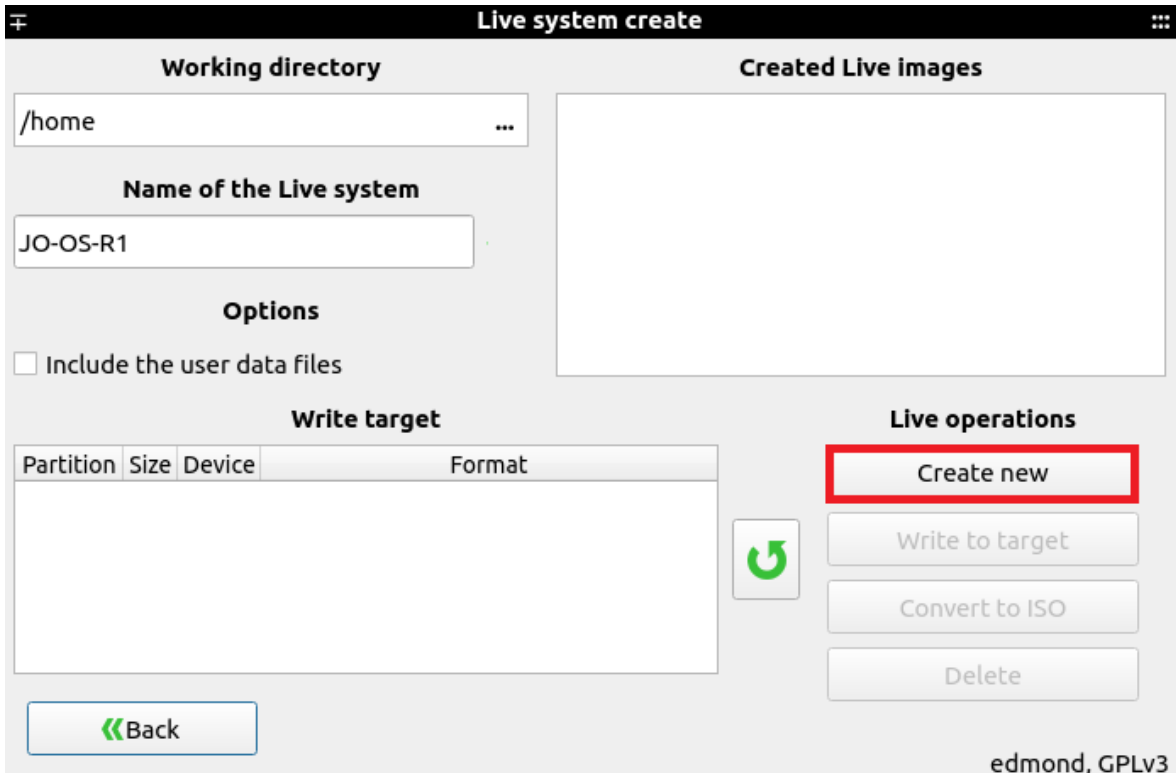 Live system create
Working directory
/home
...
Name of the Live system
JO-OS-R1
Options
Include the user data files
Created Live images
Write target
Partition Size Device Format
Live operations
Create new
Write to target
Convert to ISO
Delete
Back
edmond, GPLv3